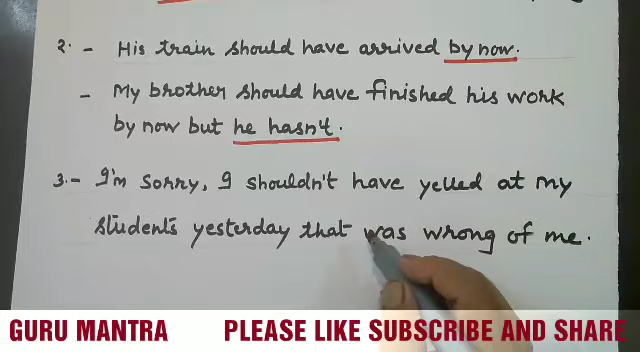 2. - His train should have arrived by now.
- My brother should have finished his work
by now but he hasn't.
3. - I'm sorry, I shouldn't have yelled at my
students yesterday that was wrong of me.
GURU MANTRA PLEASE LIKE SUBSCRIBE AND SHARE